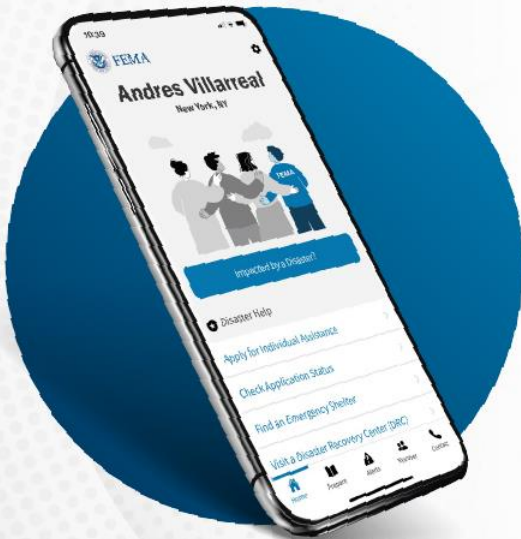 10:39
FEMA
Andres Villarreal
New York, NY
FEMA
Impacted by a Disaster?
Disaster Help
Apply for Individual Assistance
Check Application Status
Find an Emergency Shelter
Visit a Disaster Recovery Center (DRC)
Home Prepare Alerts Contact